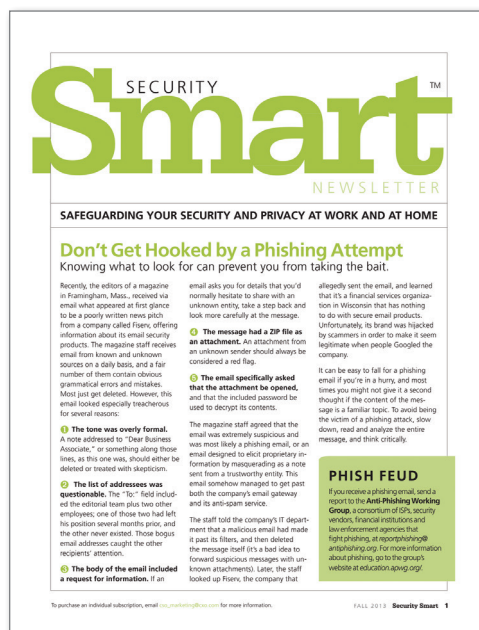 SECURITY
Smart
TM
NEWSLETTER
SAFEGUARDING YOUR SECURITY AND PRIVACY AT WORK AND AT HOME
Don't Get Hooked by a Phishing Attempt
Knowing what to look for can prevent you from taking the bait.
Recently, the editors of a magazine
in Framingham, Mass., received via
email what appeared at first glance
to be a poorly written news pitch
from a company called Fiserv, offering
information about its email security
products. The magazine staff receives
email from known and unknown
sources on a daily basis, and a fair
number of them contain obvious
grammatical errors and mistakes.
Most just get deleted. However, this
email looked especially treacherous
for several reasons:
1 The tone was overly formal.
A note addressed to "Dear Business
Associate," or something along those
lines, as this one was, should either be
deleted or treated with skepticism.
2 The list of addressees was
questionable. The "To:" field includ-
ed the editorial team plus two other
employees; one of those two had left
his position several months prior, and
the other never existed. Those bogus
email addresses caught the other
recipients' attention.
3 The body of the email included
a request for information. If an
email asks you for details that you'd
normally hesitate to share with an
unknown entity, take a step back and
look more carefully at the message.
4 The message had a ZIP file as
an attachment. An attachment from
an unknown sender should always be
considered a red flag.
5 The email specifically asked
that the attachment be opened,
and that the included password be
used to decrypt its contents.
The magazine staff agreed that the
email was extremely suspicious and
was most likely a phishing email, or an
email designed to elicit proprietary in-
formation by masquerading as a note
sent from a trustworthy entity. This
email somehow managed to get past
both the company's email gateway
and its anti-spam service.
The staff told the company's IT depart-
ment that a malicious email had made
it past its filters, and then deleted
the message itself (it's a bad idea to
forward suspicious messages with un-
known attachments). Later, the staff
looked up Fiserv, the company that
allegedly sent the email, and learned
that it's a financial services organiza-
tion in Wisconsin that has nothing
to do with secure email products.
Unfortunately, its brand was hijacked
by scammers in order to make it seem
legitimate when people Googled the
company.
It can be easy to fall for a phishing
email if you're in a hurry, and most
times you might not give it a second
thought if the content of the mes-
sage is a familiar topic. To avoid being
the victim of a phishing attack, slow
down, read and analyze the entire
message, and think critically.
PHISH FEUD
If you receive a phishing email, send a
report to the Anti-Phishing Working
Group, a consortium of ISPs, security
vendors, financial institutions and
law enforcement agencies that
fight phishing, at reportphishing@
antiphishing.org. For more information
about phishing, go to the group's
website at education.apwg.org/.
To purchase an individual subscription, email cso_marketing@cxo.com for more information.
FALL 2013 Security Smart 1